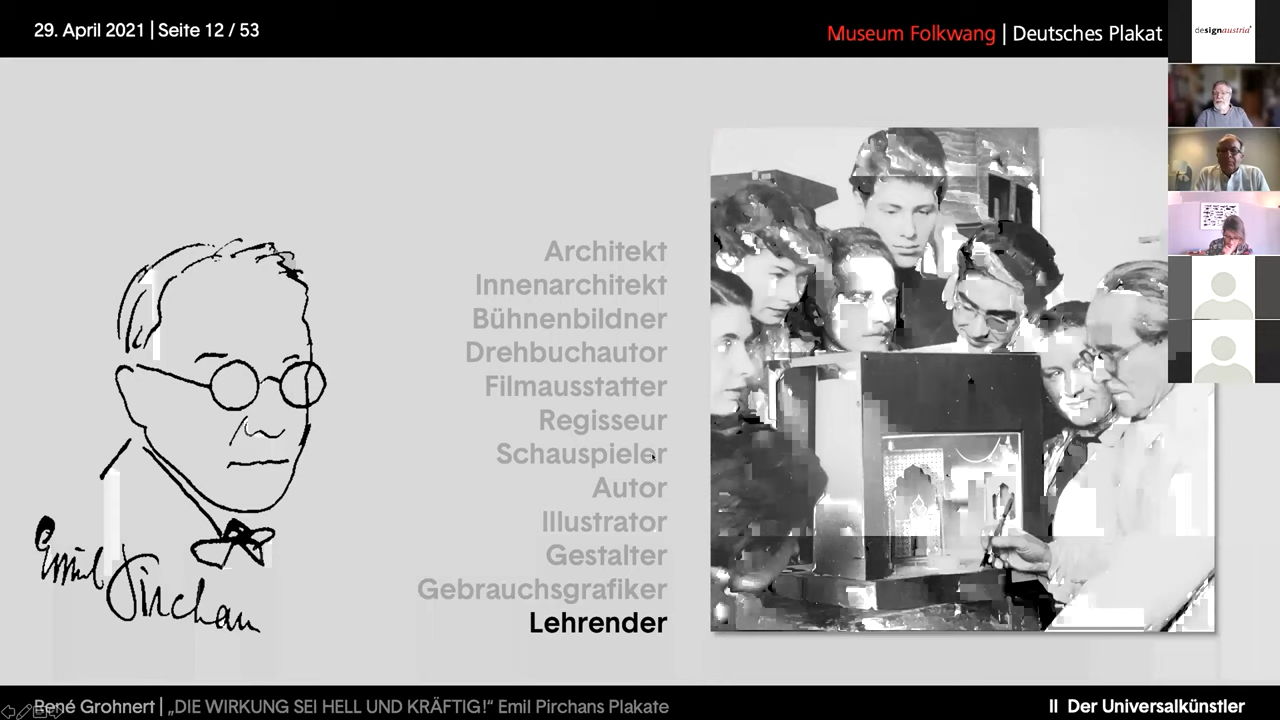 29. April 2021 | Seite 12 / 53
Museum Folkwang | Deutsches Plakat
designaustria
Architekt
Innenarchitekt
Bühnenbildner
Drehbuchautor
Filmausstatter
Regisseur
Schauspieler
Autor
Illustrator
Gestalter
Gebrauchsgrafiker
Lehrender
Emil Pirchan
René Grohnert | „DIE WIRKUNG SEI HELL UND KRÄFTIG!“ Emil Pirchans Plakate
II Der Universalkünstler